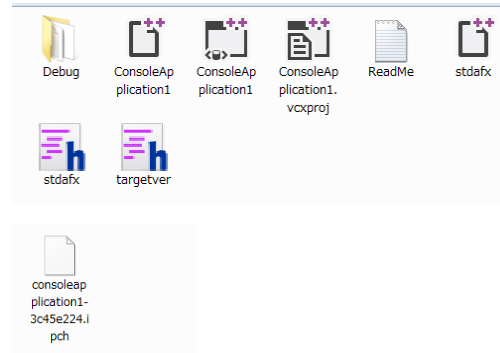 Debug
ConsoleAp
plication1
ConsoleAp
plication1
ConsoleAp
plication1.
vcxproj
ReadMe
stdafx
stdafx
targetver
consoleap
plication1-
3c45e224.i
pch